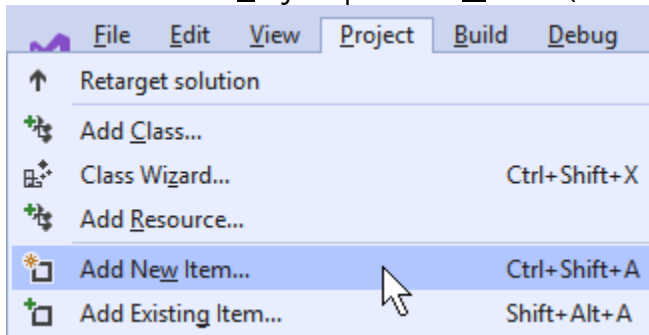 File Edit View Project Build Debug
Retarget solution
Add Class...
Class Wizard... Ctrl+Shift+X
Add Resource...
Add New Item... Ctrl+Shift+A
Add Existing Item... Shift+Alt+A